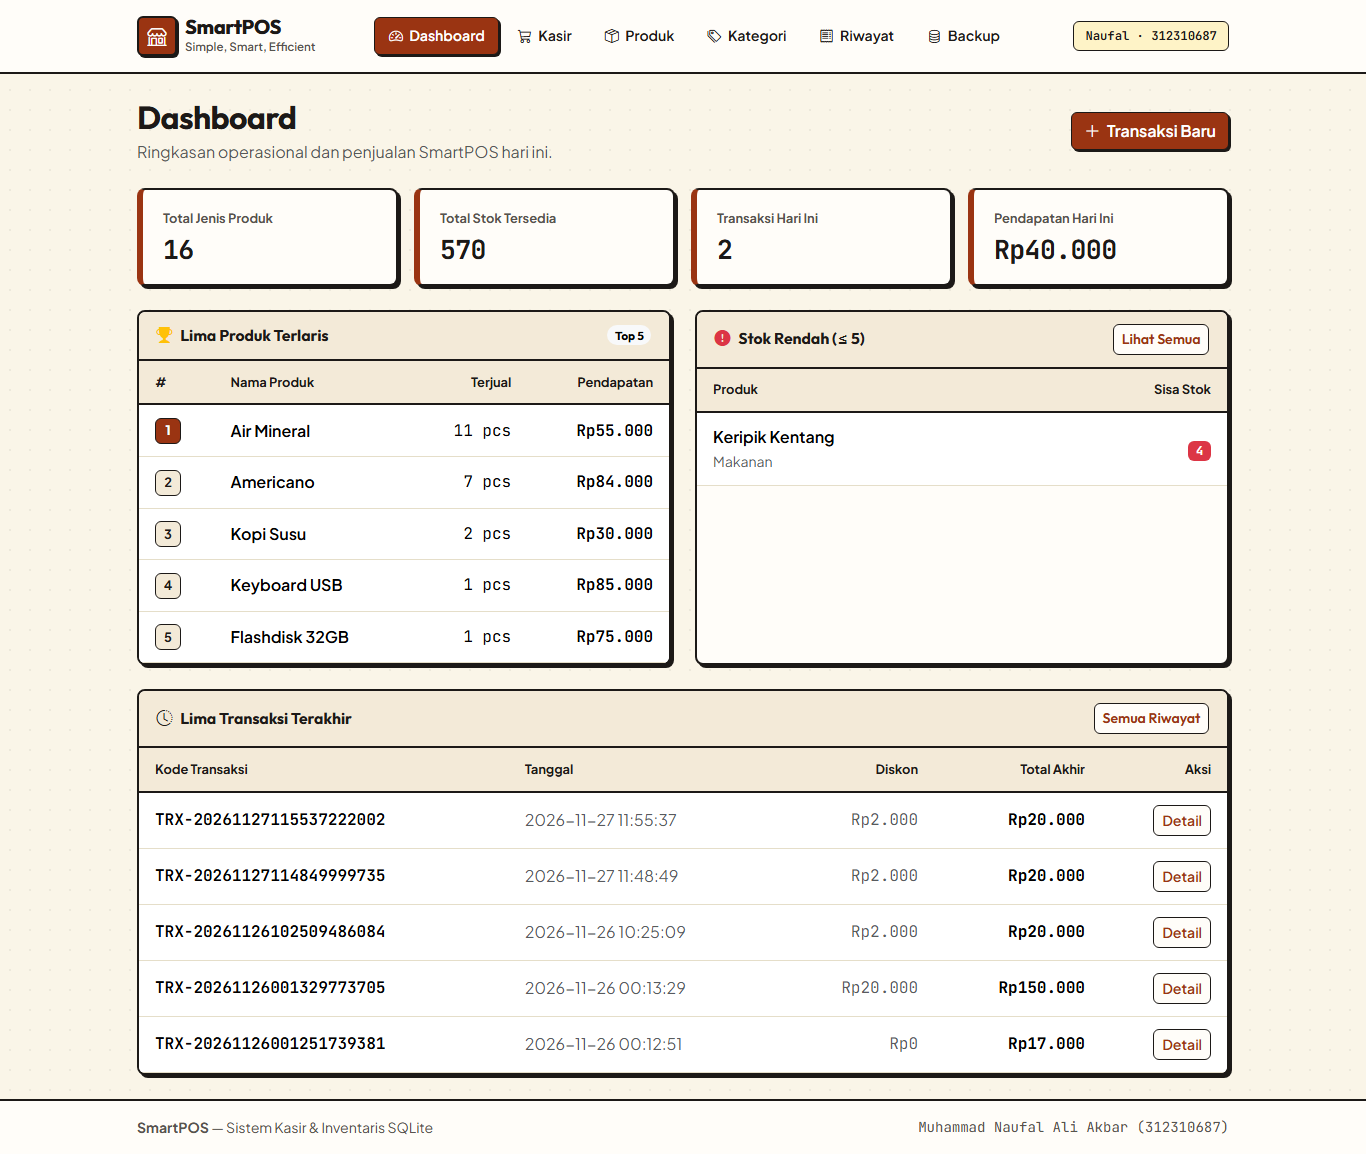 SmartPOS
Simple, Smart, Efficient
Dashboard
Kasir
Produk
Kategori
Riwayat
Backup
Naufal · 312310687
Dashboard
Ringkasan operasional dan penjualan SmartPOS hari ini.
Transaksi Baru
Total Jenis Produk
16
Total Stok Tersedia
570
Transaksi Hari Ini
2
Pendapatan Hari Ini
Rp40.000
Lima Produk Terlaris
Top 5
# Nama Produk Terjual Pendapatan
1 Air Mineral 11 pcs Rp55.000
2 Americano 7 pcs Rp84.000
3 Kopi Susu 2 pcs Rp30.000
4 Keyboard USB 1 pcs Rp85.000
5 Flashdisk 32GB 1 pcs Rp75.000
Stok Rendah (≤ 5)
Lihat Semua
Produk Sisa Stok
Keripik Kentang 4
Makanan
Lima Transaksi Terakhir
Semua Riwayat
Kode Transaksi Tanggal Diskon Total Akhir Aksi
TRX-20261127115537222002 2026-11-27 11:55:37 Rp2.000 Rp20.000 Detail
TRX-20261127114849999735 2026-11-27 11:48:49 Rp2.000 Rp20.000 Detail
TRX-20261126102509486084 2026-11-26 10:25:09 Rp2.000 Rp20.000 Detail
TRX-20261126001329773705 2026-11-26 00:13:29 Rp20.000 Rp150.000 Detail
TRX-20261126001251739381 2026-11-26 00:12:51 Rp0 Rp17.000 Detail
SmartPOS — Sistem Kasir & Inventaris SQLite
Muhammad Naufal Ali Akbar (312310687)